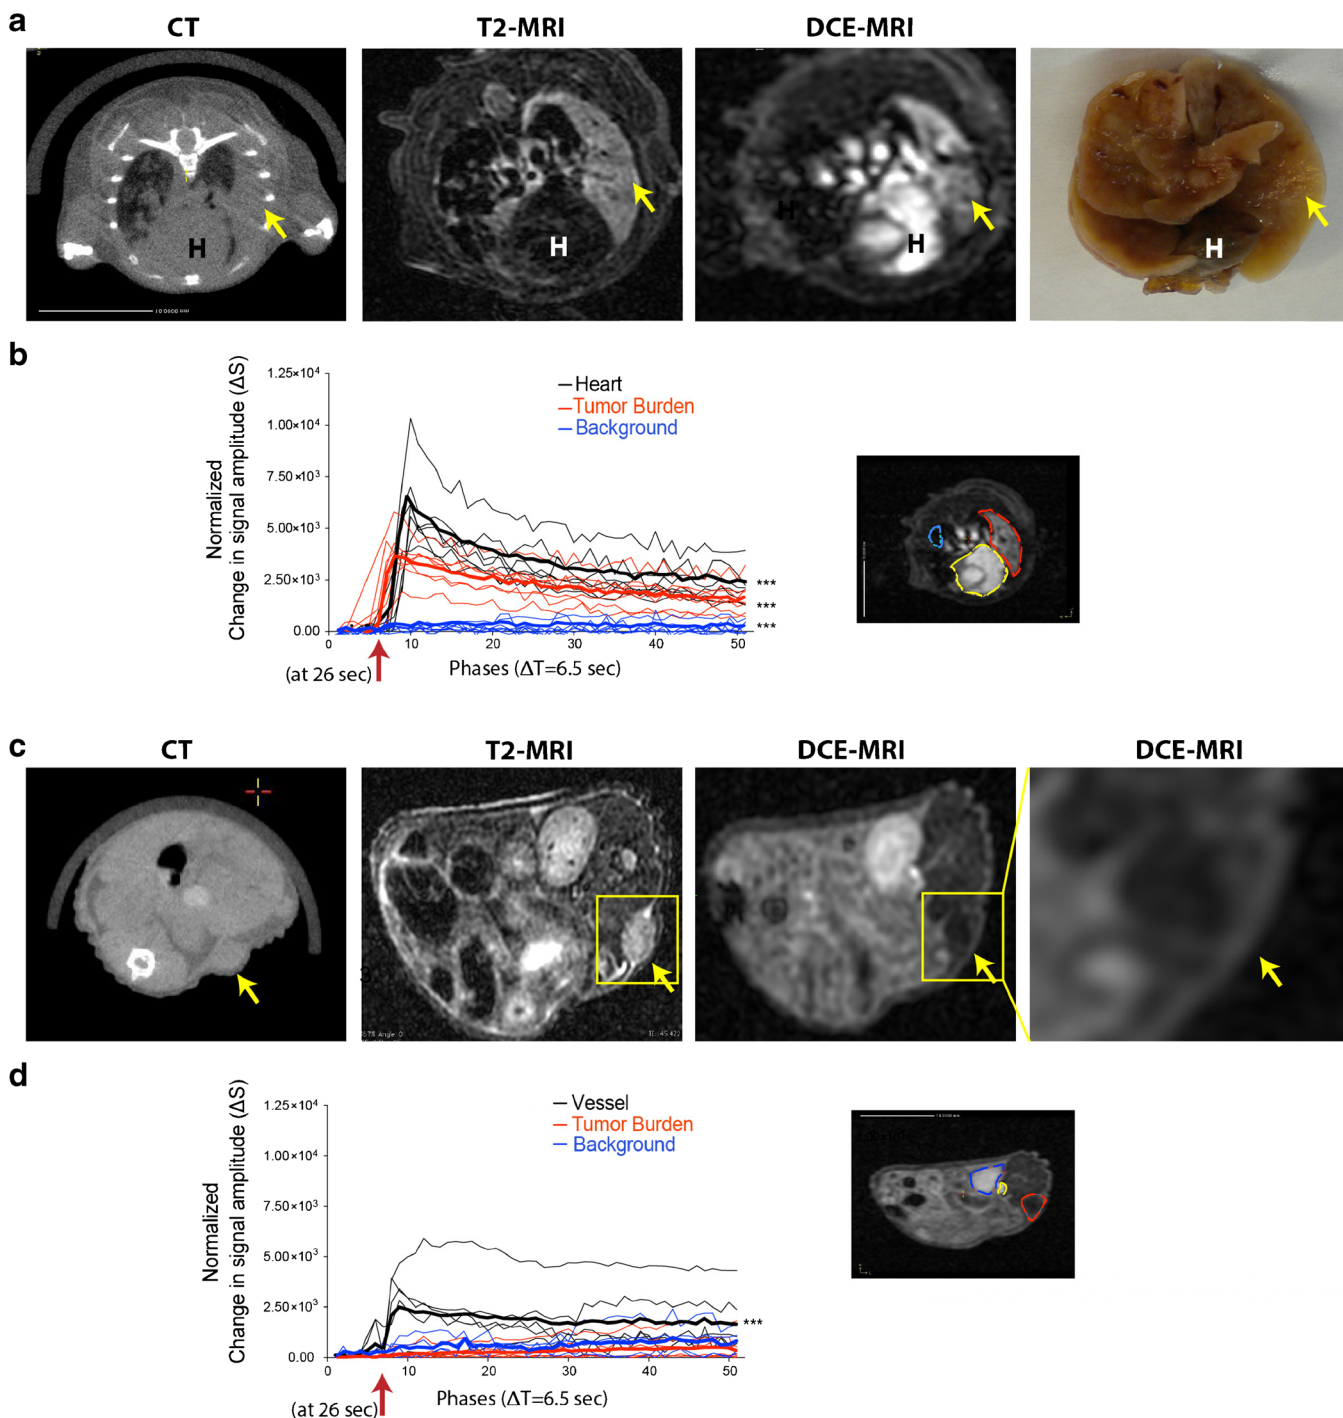 a
CT
T2-MRI
DCE-MRI
H
H
H
H
H
b
Normalized
Change in signal amplitude (ΔS)
1.25×10⁴
1.00×10⁴
7.50×10³
5.00×10³
2.50×10³
0.00
Heart
Tumor Burden
Background
***
***
***
0
10
20
30
40
50
(at 26 sec)
Phases (ΔT=6.5 sec)
c
CT
T2-MRI
DCE-MRI
DCE-MRI
d
Normalized
Change in signal amplitude (ΔS)
1.25×10⁴
1.00×10⁴
7.50×10³
5.00×10³
2.50×10³
0.00
Vessel
Tumor Burden
Background
***
0
10
20
30
40
50
(at 26 sec)
Phases (ΔT=6.5 sec)